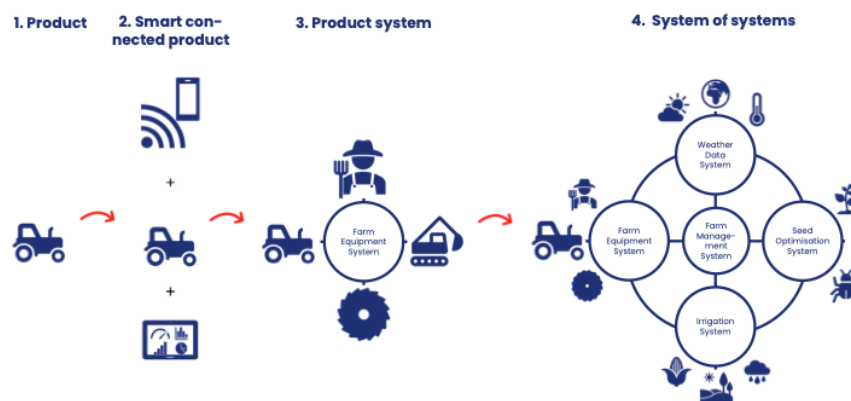 1. Product
2. Smart con-
nected product
3. Product system
4. System of systems
+
+
Farm
Equipment
System
Weather
Data
System
Farm
Equipment
System
Farm
Manage-
ment
System
Seed
Optimisation
System
Irrigation
System